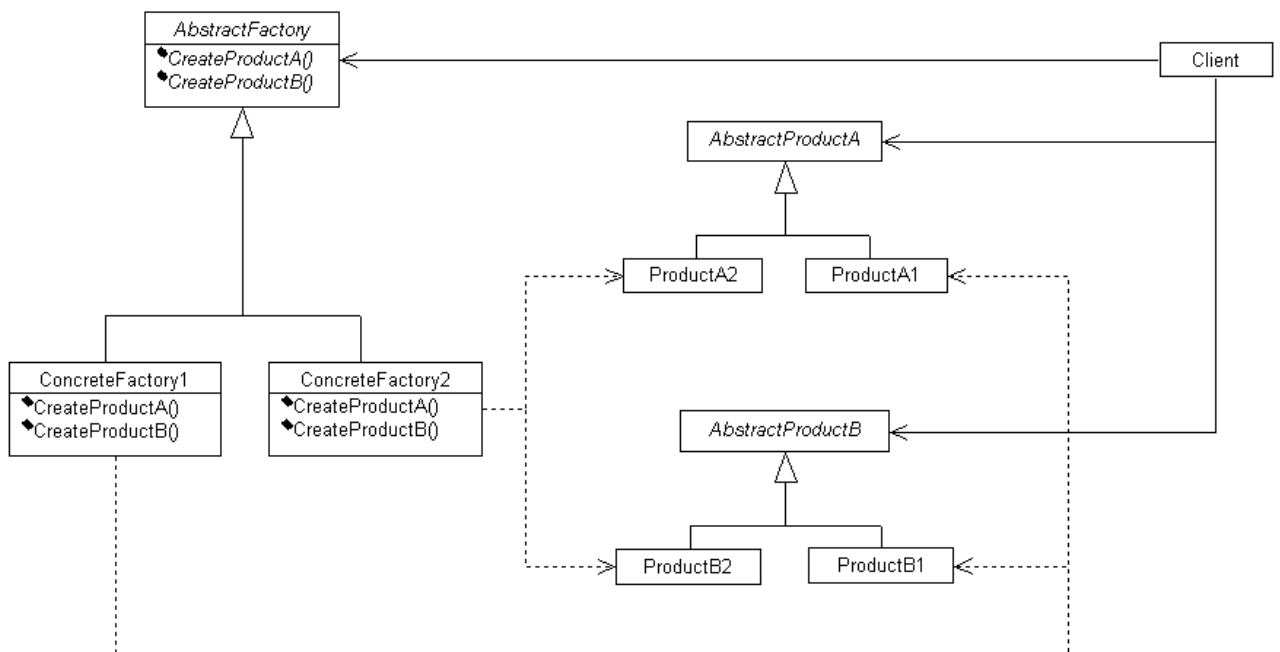 AbstractFactory
CreateProductA()
CreateProductB()
Client
AbstractProductA
ProductA2
ProductA1
ConcreteFactory1
CreateProductA()
CreateProductB()
ConcreteFactory2
CreateProductA()
CreateProductB()
AbstractProductB
ProductB2
ProductB1